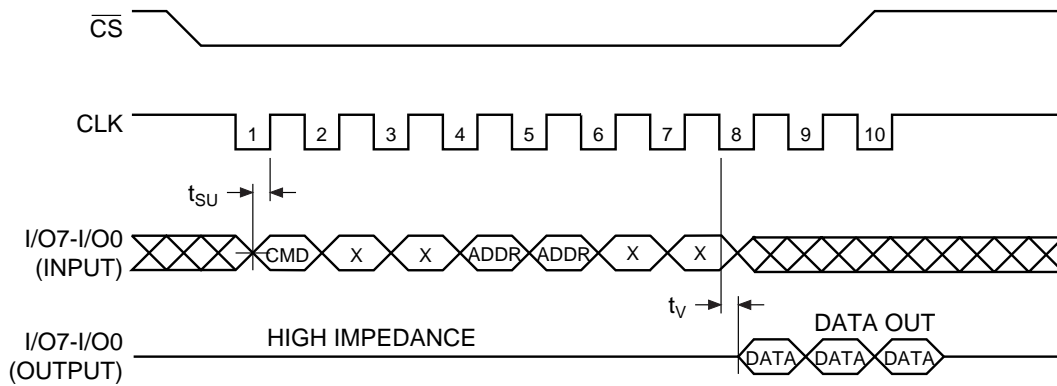 CS
CLK
1 2 3 4 5 6 7 8 9 10
tSU
I/O7-I/O0
(INPUT)
CMD X X ADDR ADDR X X
tV
I/O7-I/O0
(OUTPUT)
HIGH IMPEDANCE
DATA OUT
DATA DATA DATA